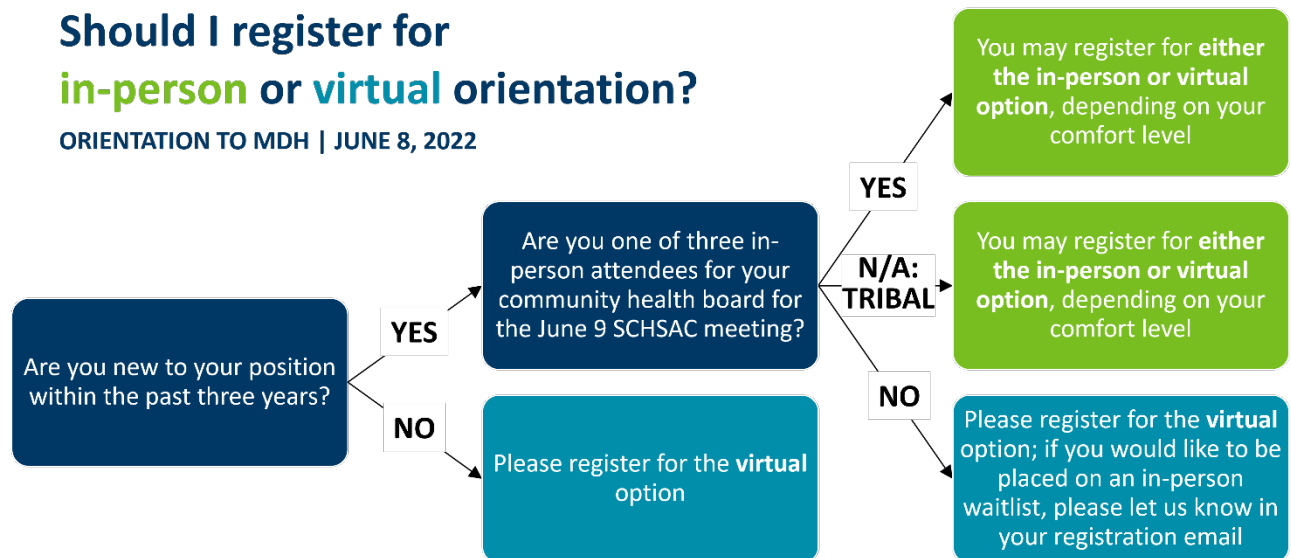 Should I register for
in-person or virtual orientation?
ORIENTATION TO MDH | JUNE 8, 2022
Are you new to your position
within the past three years?
YES
NO
Are you one of three in-
person attendees for your
community health board for
the June 9 SCHSAC meeting?
Please register for the virtual
option
YES
N/A:
TRIBAL
NO
You may register for either
the in-person or virtual
option, depending on your
comfort level
You may register for either
the in-person or virtual
option, depending on your
comfort level
Please register for the virtual
option; if you would like to be
placed on an in-person
waitlist, please let us know in
your registration email